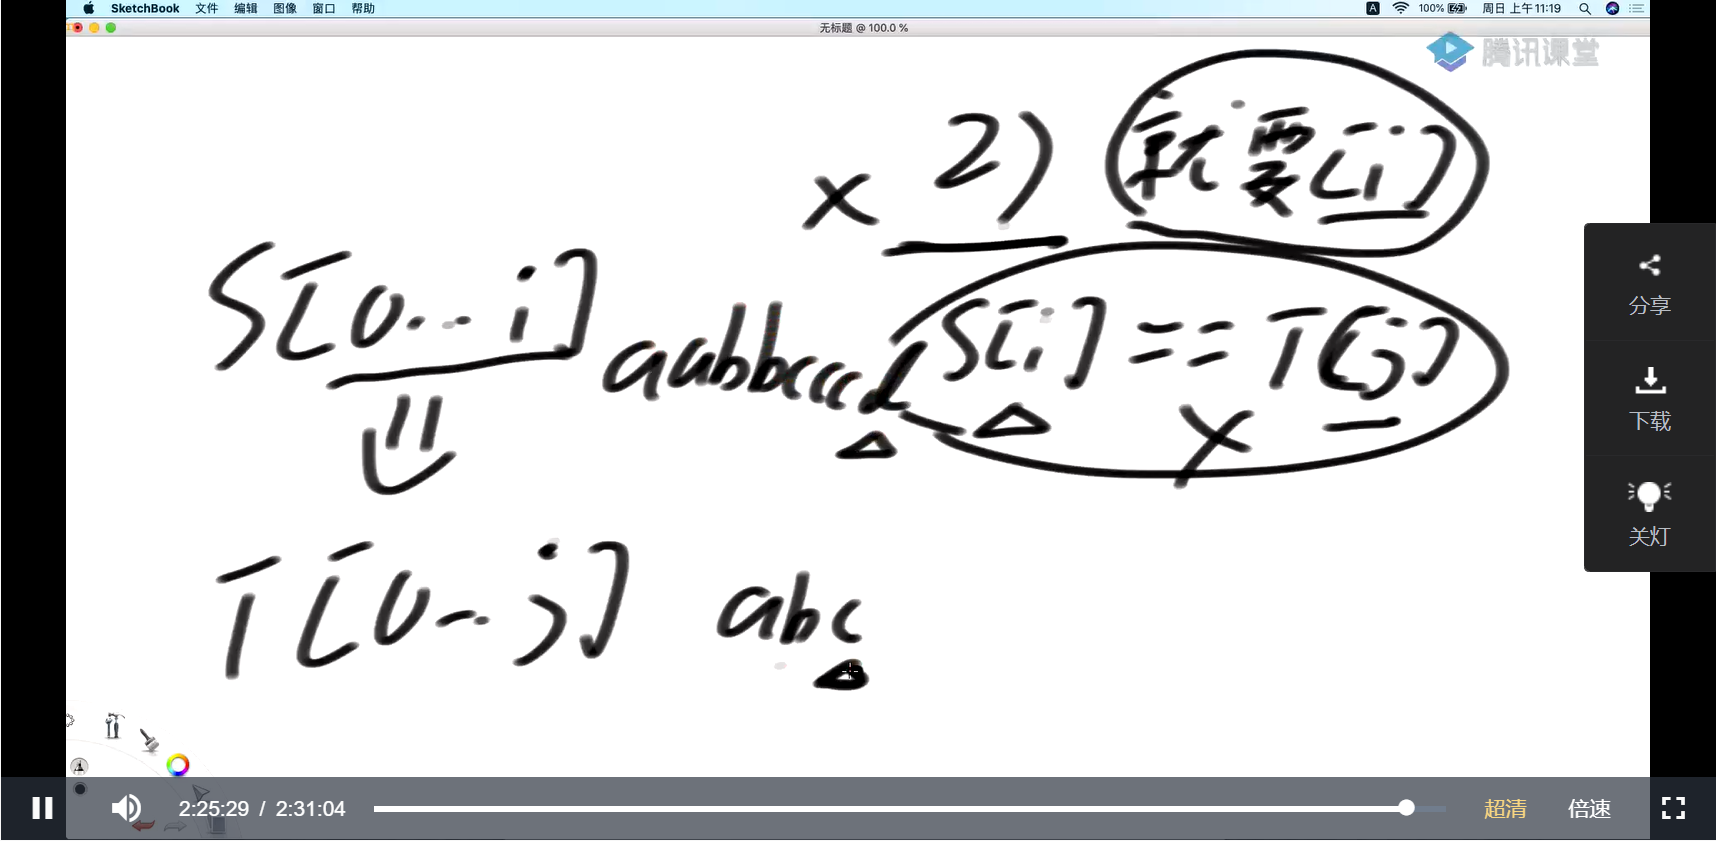 SketchBook 文件 编辑 图像 窗口 帮助 A 100% 周日 上午11:19
无标题 @ 100.0 %
腾讯课堂
x 2) 就要[i]
S[0...i] aabbcccd S[i] == T[j]
x
T[0...j] abc
分享
下载
关灯
2:25:29 / 2:31:04 超清 倍速